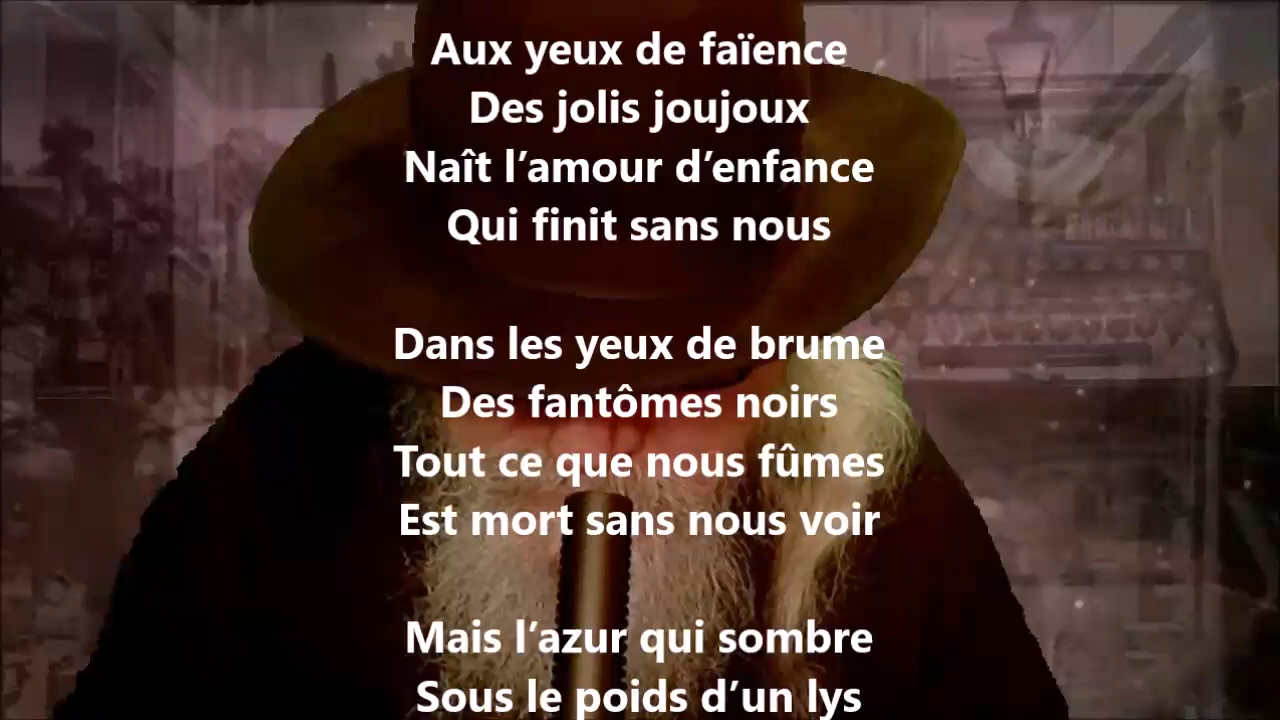 Aux yeux de faïence
Des jolis joujoux
Naît l’amour d’enfance
Qui finit sans nous
Dans les yeux de brume
Des fantômes noirs
Tout ce que nous fûmes
Est mort sans nous voir
Mais l’azur qui sombre
Sous le poids d’un lys